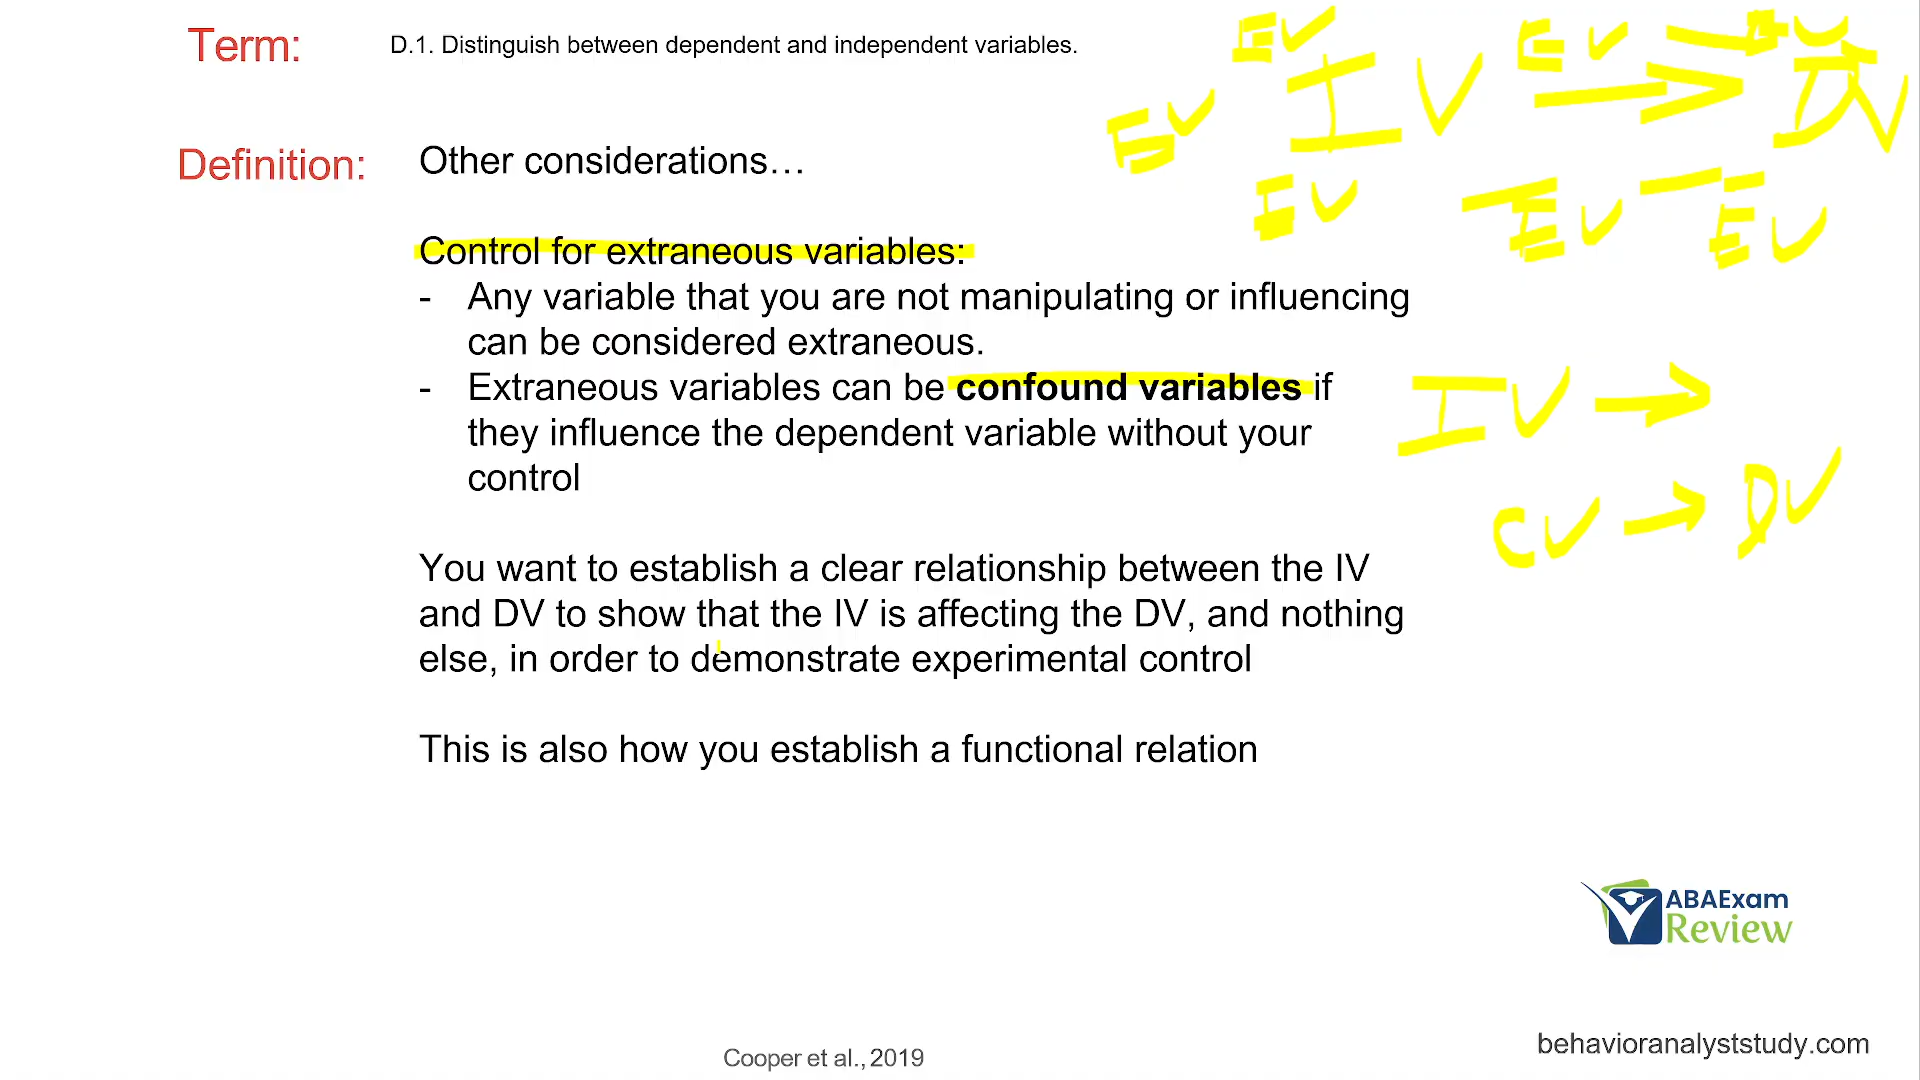 Term:
D.1. Distinguish between dependent and independent variables.
EV
EV
EV
EV
IV
DV
EV
EV
EV
Definition:
Other considerations…
Control for extraneous variables:
- Any variable that you are not manipulating or influencing
can be considered extraneous.
- Extraneous variables can be confound variables if
they influence the dependent variable without your
control
IV →
CV → DV
You want to establish a clear relationship between the IV
and DV to show that the IV is affecting the DV, and nothing
else, in order to demonstrate experimental control
This is also how you establish a functional relation
ABAExam
Review
behavioranalyststudy.com
Cooper et al., 2019